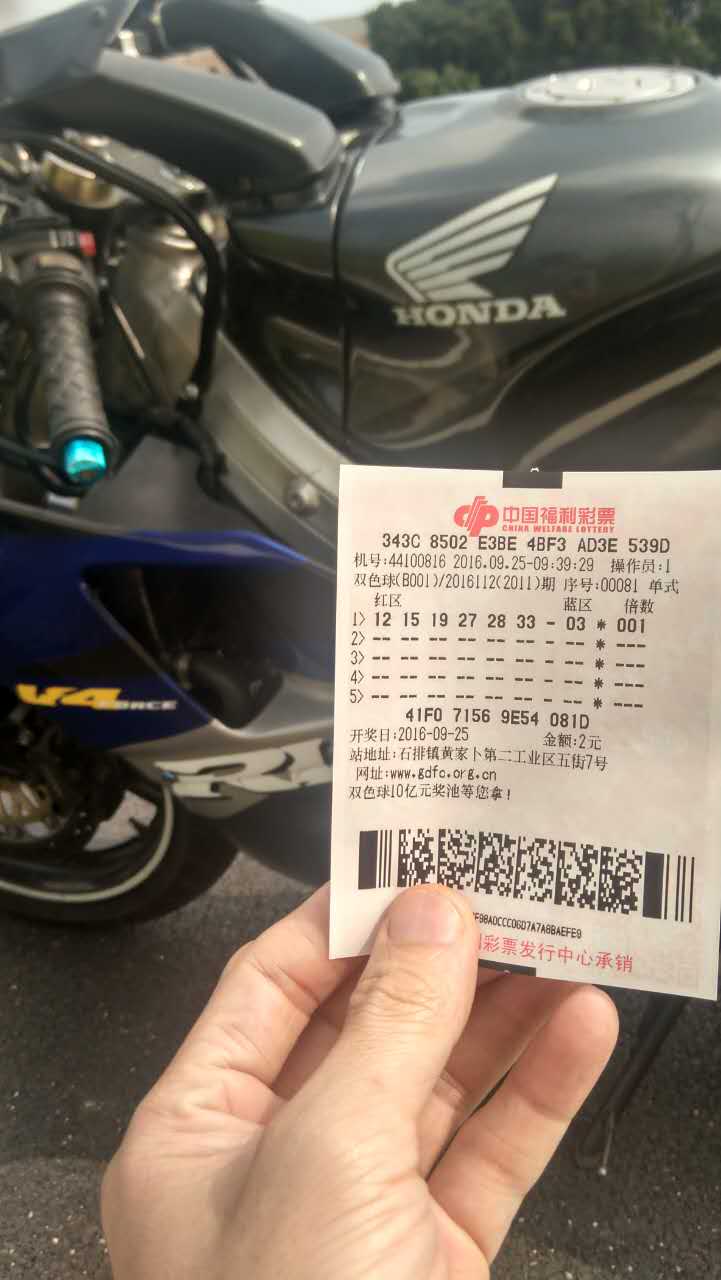 HONDA
V4 FORCE
中国福利彩票
CHINA WELFARE LOTTERY
343C 8502 E3BE 4BF3 AD3E 539D
机号:44100816 2016.09.25-09:39:29 操作员:1
双色球(B001)/2016112(2011)期 序号:00081 单式
红区 蓝区 倍数
1> 12 15 19 27 28 33 - 03 * 001
2> -- -- -- -- -- -- - -- * ---
3> -- -- -- -- -- -- - -- * ---
4> -- -- -- -- -- -- - -- * ---
5> -- -- -- -- -- -- - -- * ---
41F0 7156 9E54 081D
开奖日:2016-09-25 金额:2元
站地址:石排镇黄家卜第二工业区五街7号
网址:www.gdfc.org.cn
双色球10亿元奖池等您拿!
彩票发行中心承销